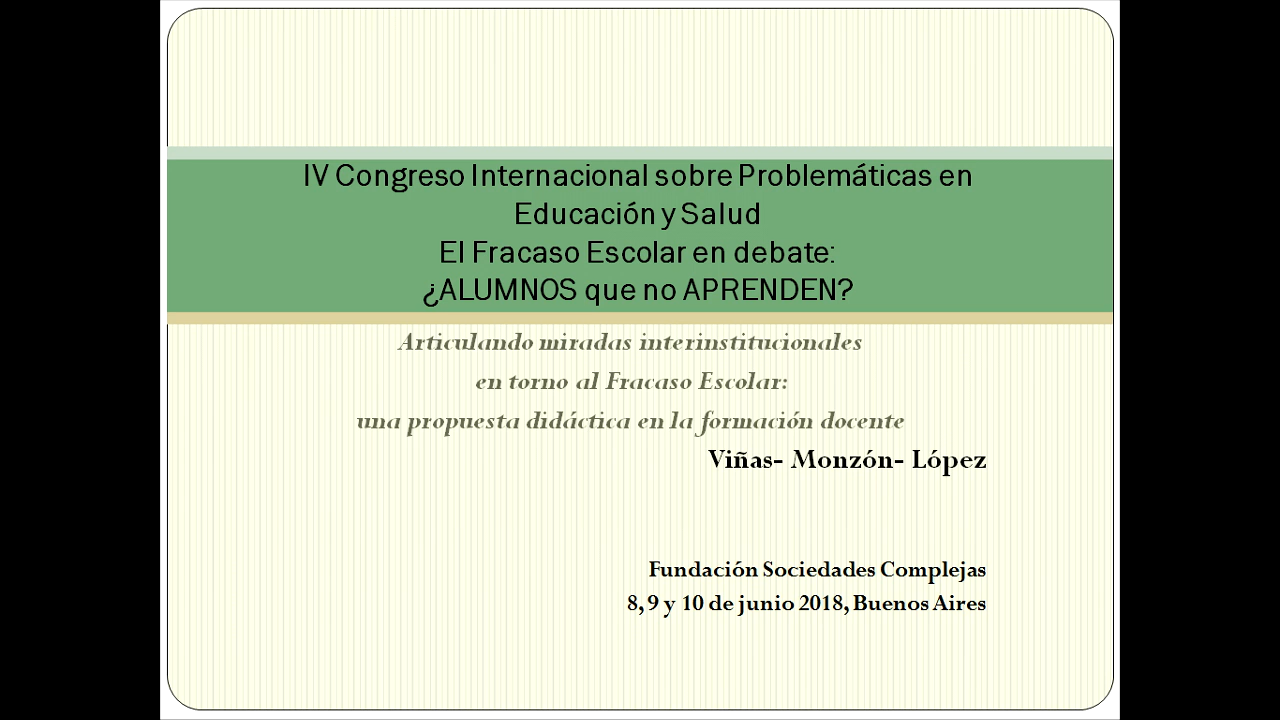 IV Congreso Internacional sobre Problemáticas en
Educación y Salud
El Fracaso Escolar en debate:
¿ALUMNOS que no APRENDEN?
Articulando miradas interinstitucionales
en torno al Fracaso Escolar:
una propuesta didáctica en la formación docente
Viñas- Monzón- López
Fundación Sociedades Complejas
8, 9 y 10 de junio 2018, Buenos Aires